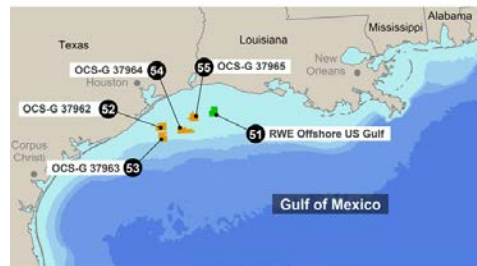 Alabama
Mississippi
Texas
Louisiana
New
Orleans
OCS-G 37964 54
55 OCS-G 37965
Houston
OCS-G 37962 52
51 RWE Offshore US Gulf
Corpus
Christi
OCS-G 37963 53
Gulf of Mexico